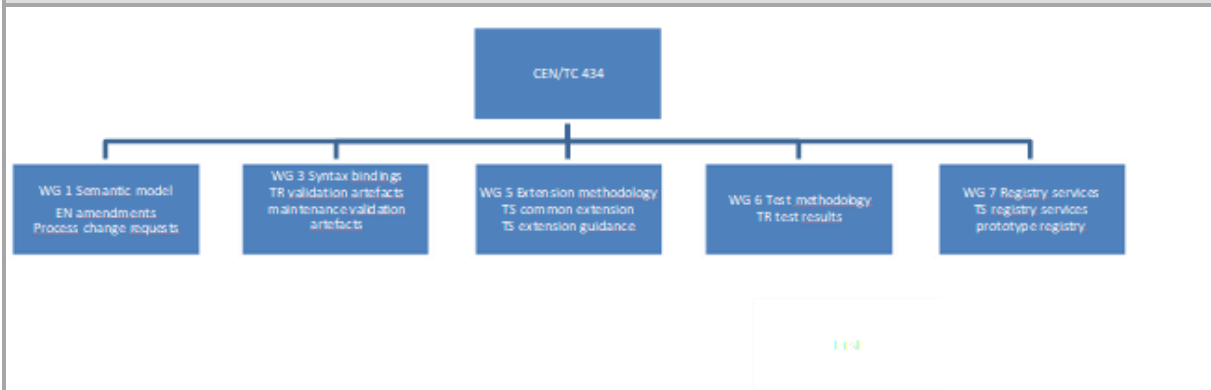 CEN/TC 434
WG 1 Semantic model
EN amendments
Process change requests
WG 3 Syntax bindings
TR validation artefacts
maintenance validation
artefacts
WG 5 Extension methodology
TS common extension
TS extension guidance
WG 6 Test methodology
TR test results
WG 7 Registry services
TS registry services
prototype registry